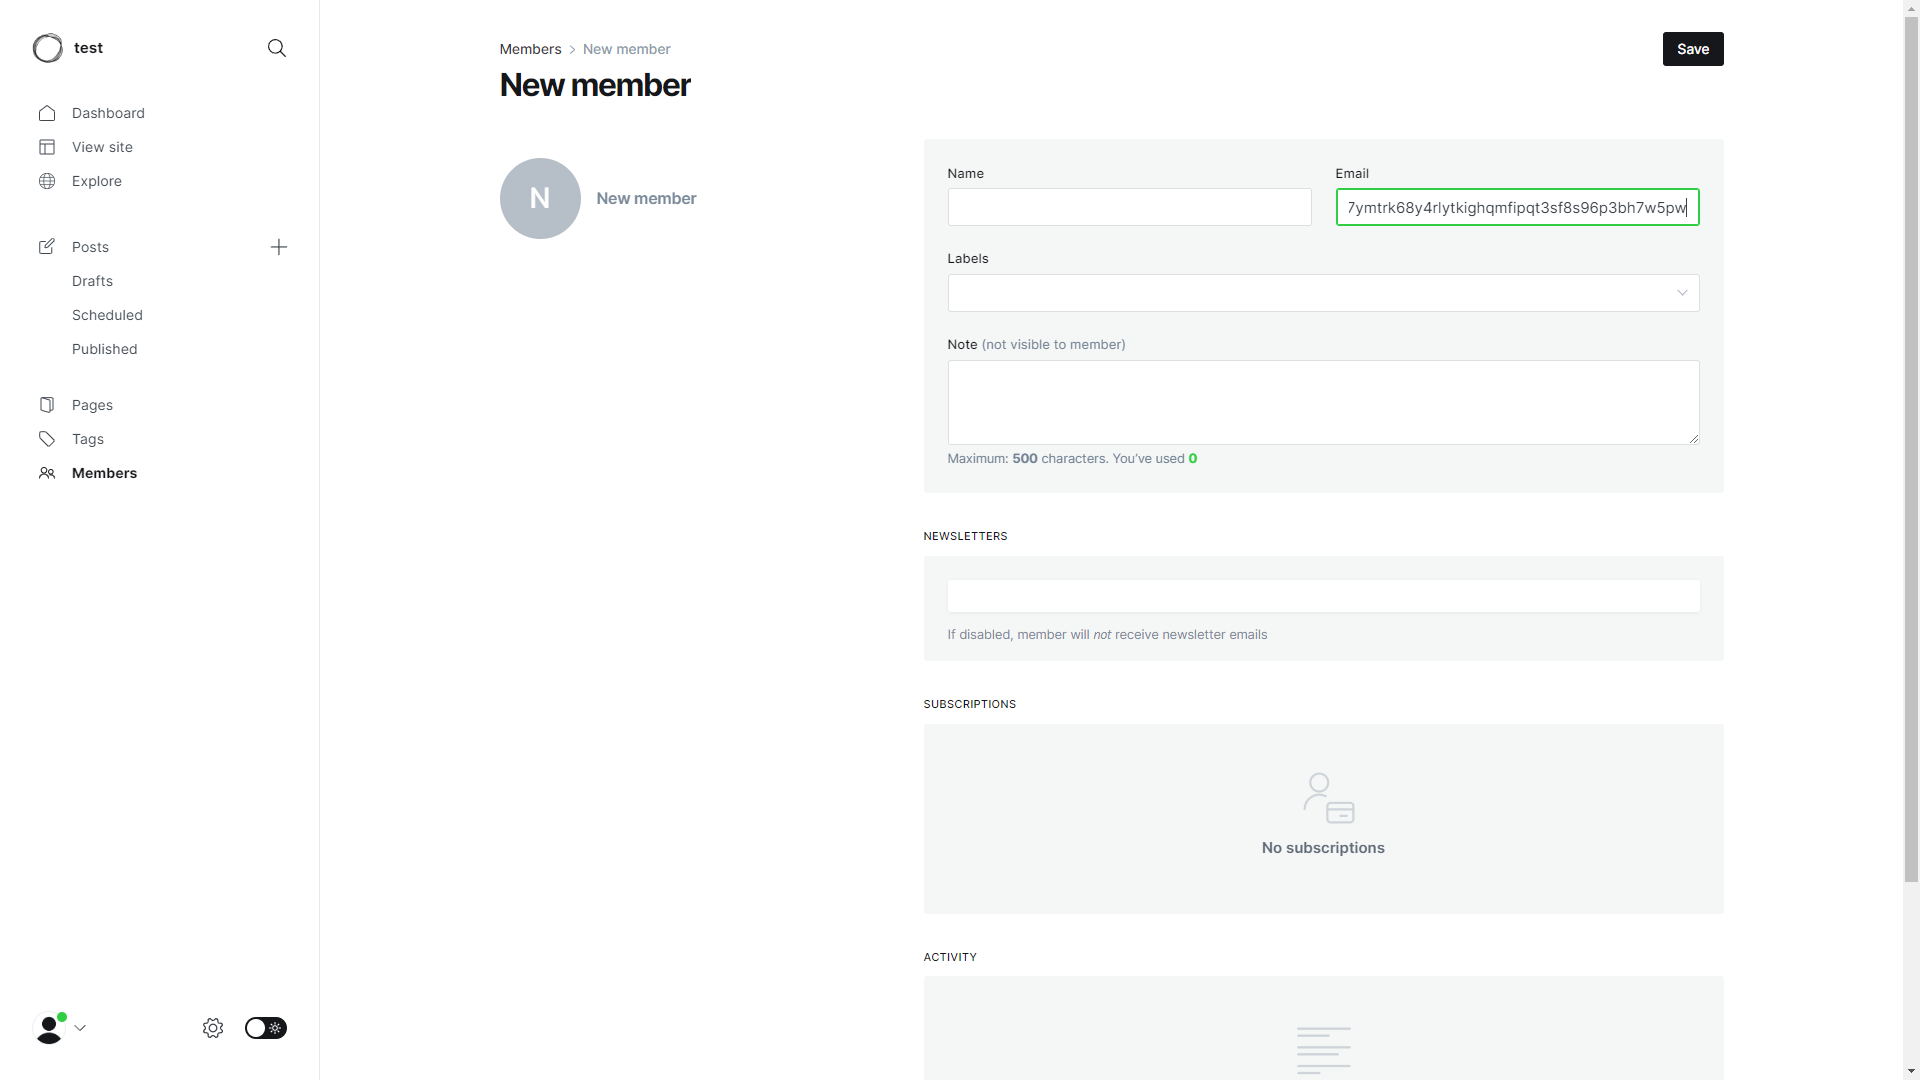 test
Dashboard
View site
Explore
Posts
Drafts
Scheduled
Published
Pages
Tags
Members
Members > New member
New member
Save
N
New member
Name
Email
7ymtrk68y4rlytkighqmfipqt3sf8s96p3bh7w5pw
Labels
Note (not visible to member)
Maximum: 500 characters. You've used 0
NEWSLETTERS
If disabled, member will not receive newsletter emails
SUBSCRIPTIONS
No subscriptions
ACTIVITY